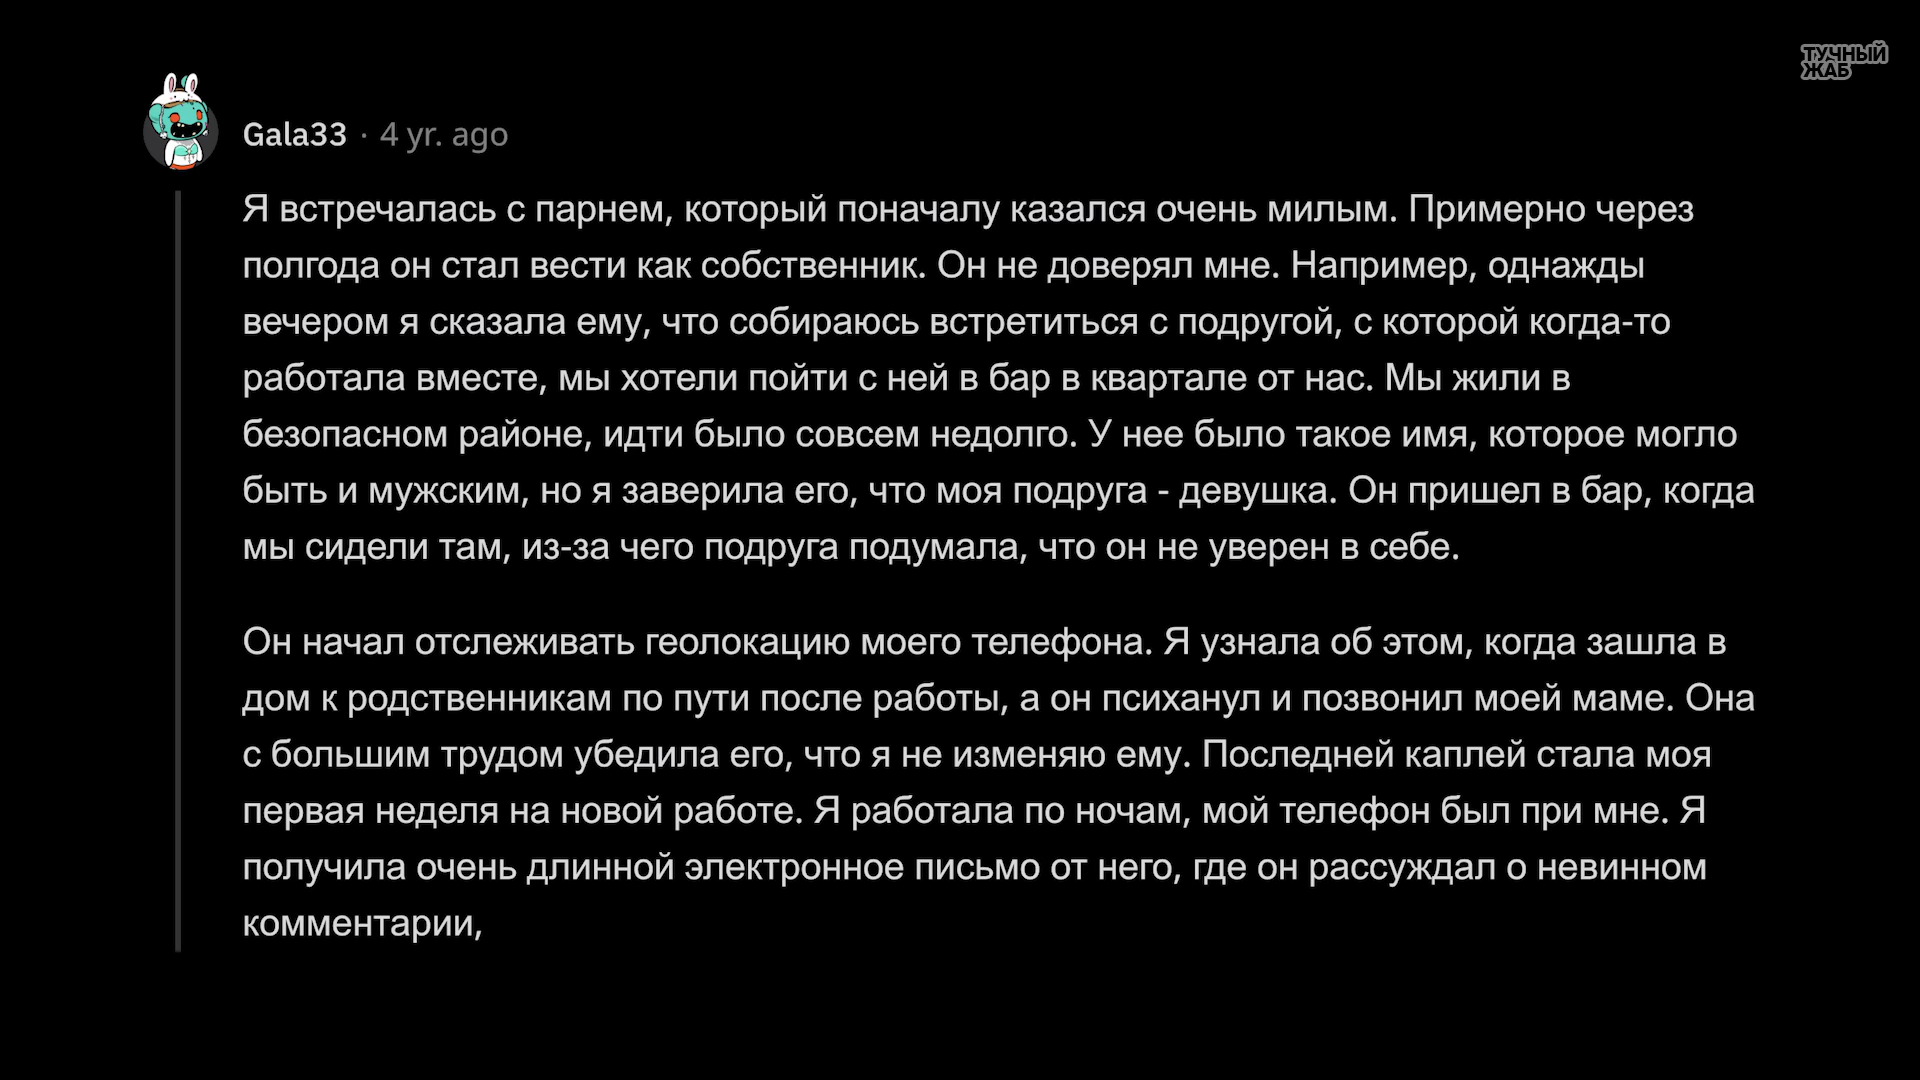 ТУЧНЫЙ
ЖАБ
Gala33 · 4 yr. ago
Я встречалась с парнем, который поначалу казался очень милым. Примерно через
полгода он стал вести как собственник. Он не доверял мне. Например, однажды
вечером я сказала ему, что собираюсь встретиться с подругой, с которой когда-то
работала вместе, мы хотели пойти с ней в бар в квартале от нас. Мы жили в
безопасном районе, идти было совсем недолго. У нее было такое имя, которое могло
быть и мужским, но я заверила его, что моя подруга - девушка. Он пришел в бар, когда
мы сидели там, из-за чего подруга подумала, что он не уверен в себе.
Он начал отслеживать геолокацию моего телефона. Я узнала об этом, когда зашла в
дом к родственникам по пути после работы, а он психанул и позвонил моей маме. Она
с большим трудом убедила его, что я не изменяю ему. Последней каплей стала моя
первая неделя на новой работе. Я работала по ночам, мой телефон был при мне. Я
получила очень длинной электронное письмо от него, где он рассуждал о невинном
комментарии,